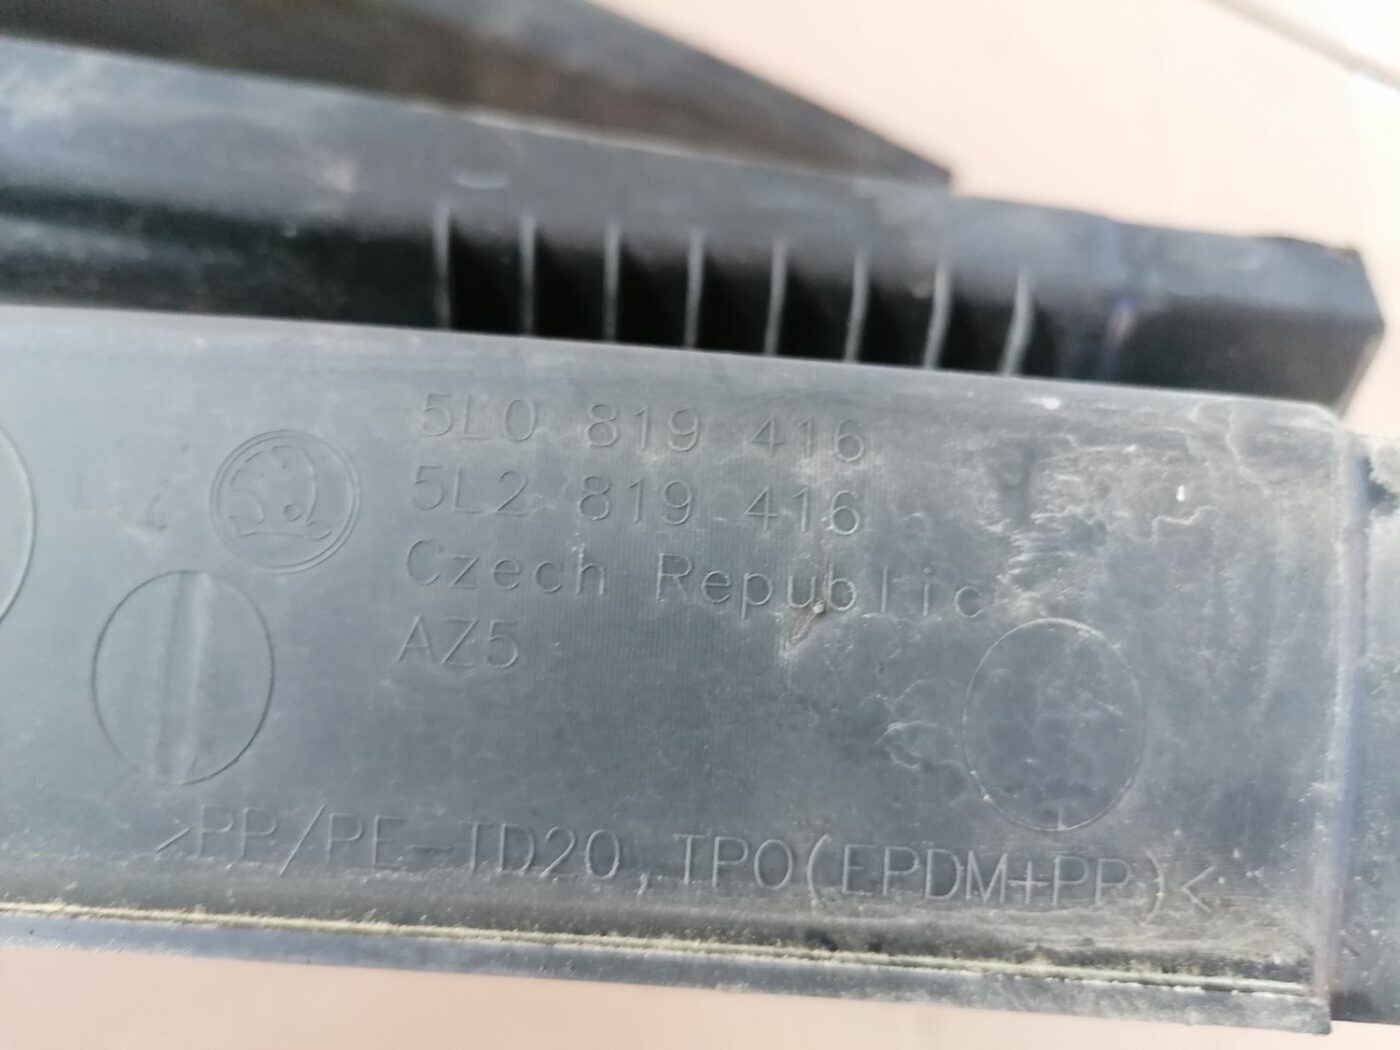 5L0 819 416
5L2 819 416
Czech Republic
AZ5
>PP/PE-TD20,TPO(EPDM+PP)<